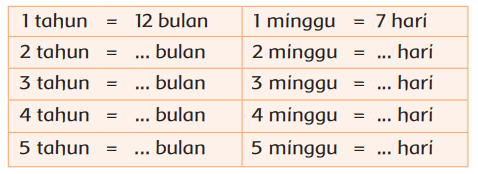 1 tahun = 12 bulan 1 minggu = 7 hari
2 tahun = ... bulan 2 minggu = ... hari
3 tahun = ... bulan 3 minggu = ... hari
4 tahun = ... bulan 4 minggu = ... hari
5 tahun = ... bulan 5 minggu = ... hari